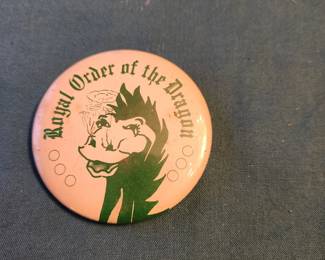 Royal Order of the Dragon